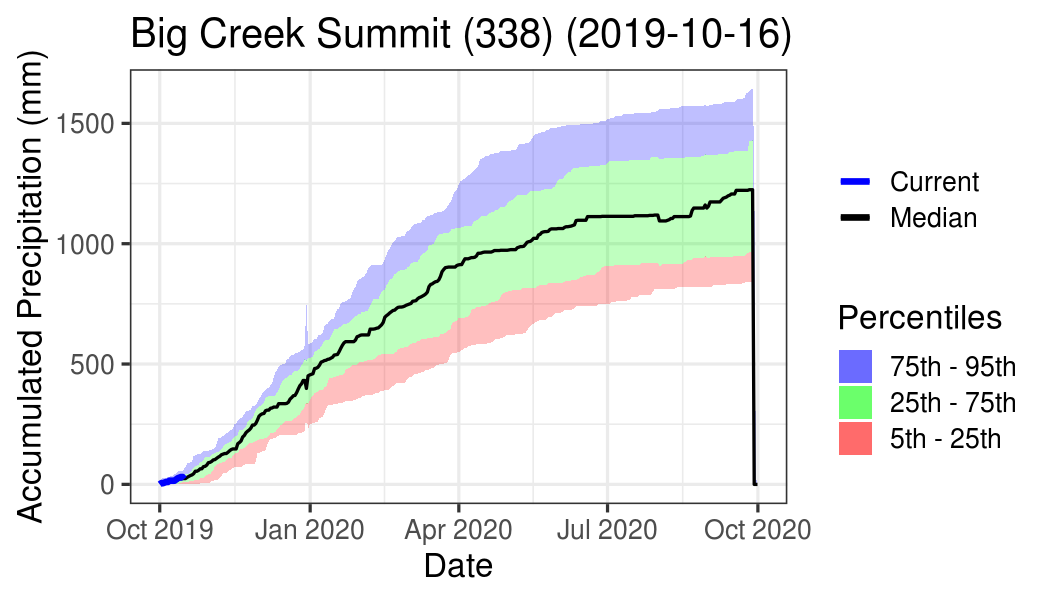 Big Creek Summit (338) (2019-10-16)
Accumulated Precipitation (mm)
1500
1000
500
0
Oct 2019
Jan 2020
Apr 2020
Jul 2020
Oct 2020
Date
Current
Median
Percentiles
75th - 95th
25th - 75th
5th - 25th